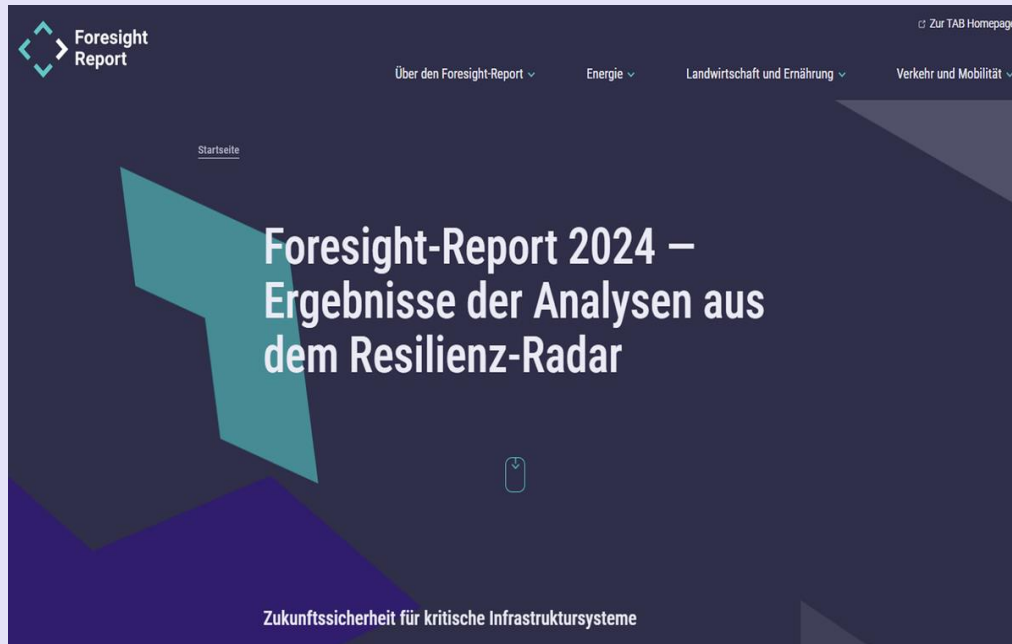 Foresight
Report
Zur TAB Homepage
Über den Foresight-Report
Energie
Landwirtschaft und Ernährung
Verkehr und Mobilität
Startseite
Foresight-Report 2024 –
Ergebnisse der Analysen aus
dem Resilienz-Radar
Zukunftssicherheit für kritische Infrastruktursysteme